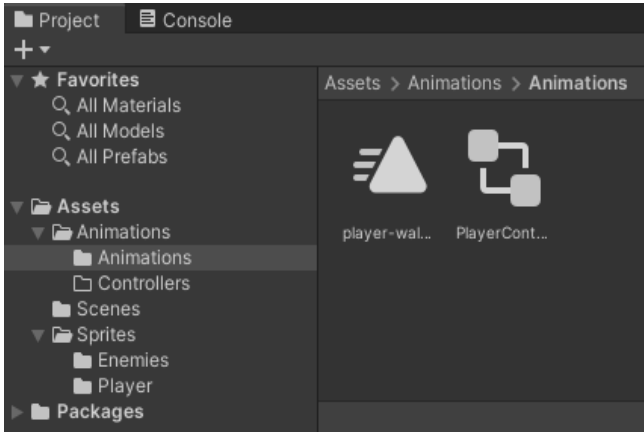 Project
Console
Favorites
All Materials
All Models
All Prefabs
Assets
Animations
Animations
Controllers
Scenes
Sprites
Enemies
Player
Packages
Assets > Animations > Animations
player-wal...
PlayerCont...